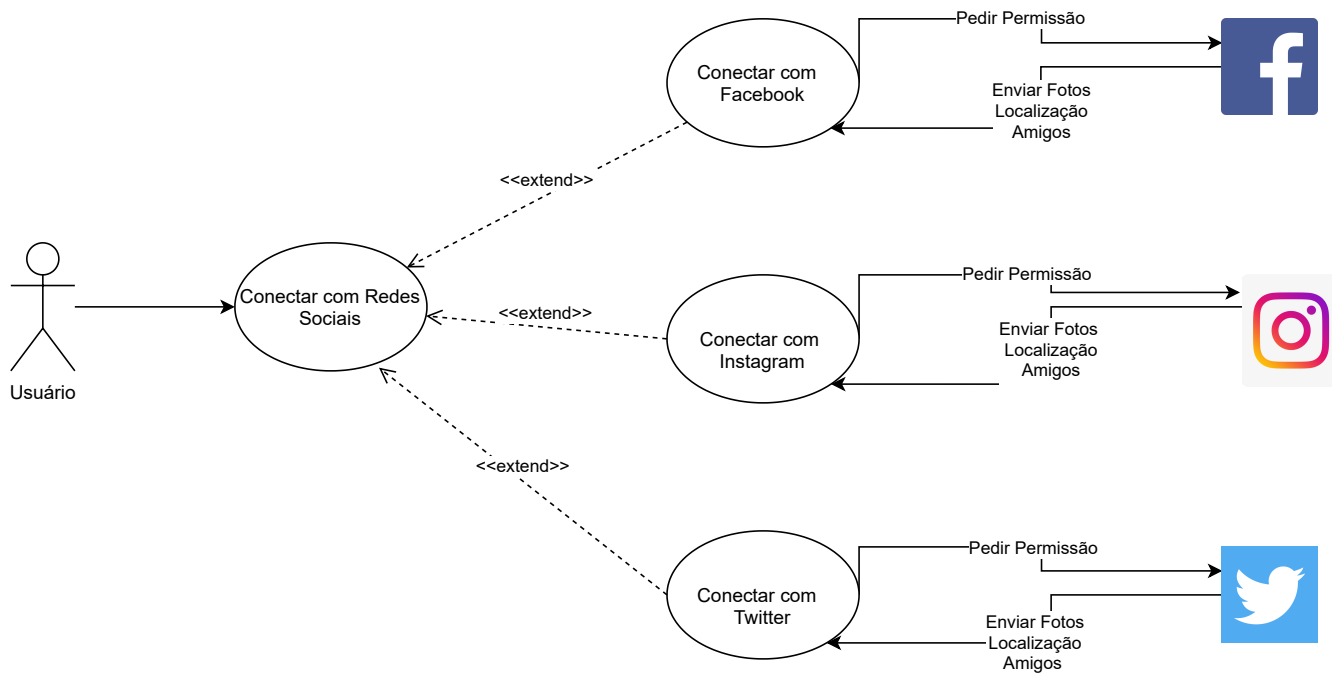 Pedir Permissão
Conectar com
Facebook
Enviar Fotos
Localização
Amigos
<<extend>>
Usuário
Conectar com Redes
Sociais
<<extend>>
Pedir Permissão
Conectar com
Instagram
Enviar Fotos
Localização
Amigos
<<extend>>
Pedir Permissão
Conectar com
Twitter
Enviar Fotos
Localização
Amigos